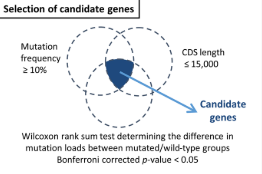 Selection of candidate genes
Mutation
frequency
≥ 10%
CDS length
≤ 15,000
Candidate
genes
Wilcoxon rank sum test determining the difference in
mutation loads between mutated/wild-type groups
Bonferroni corrected p-value < 0.05